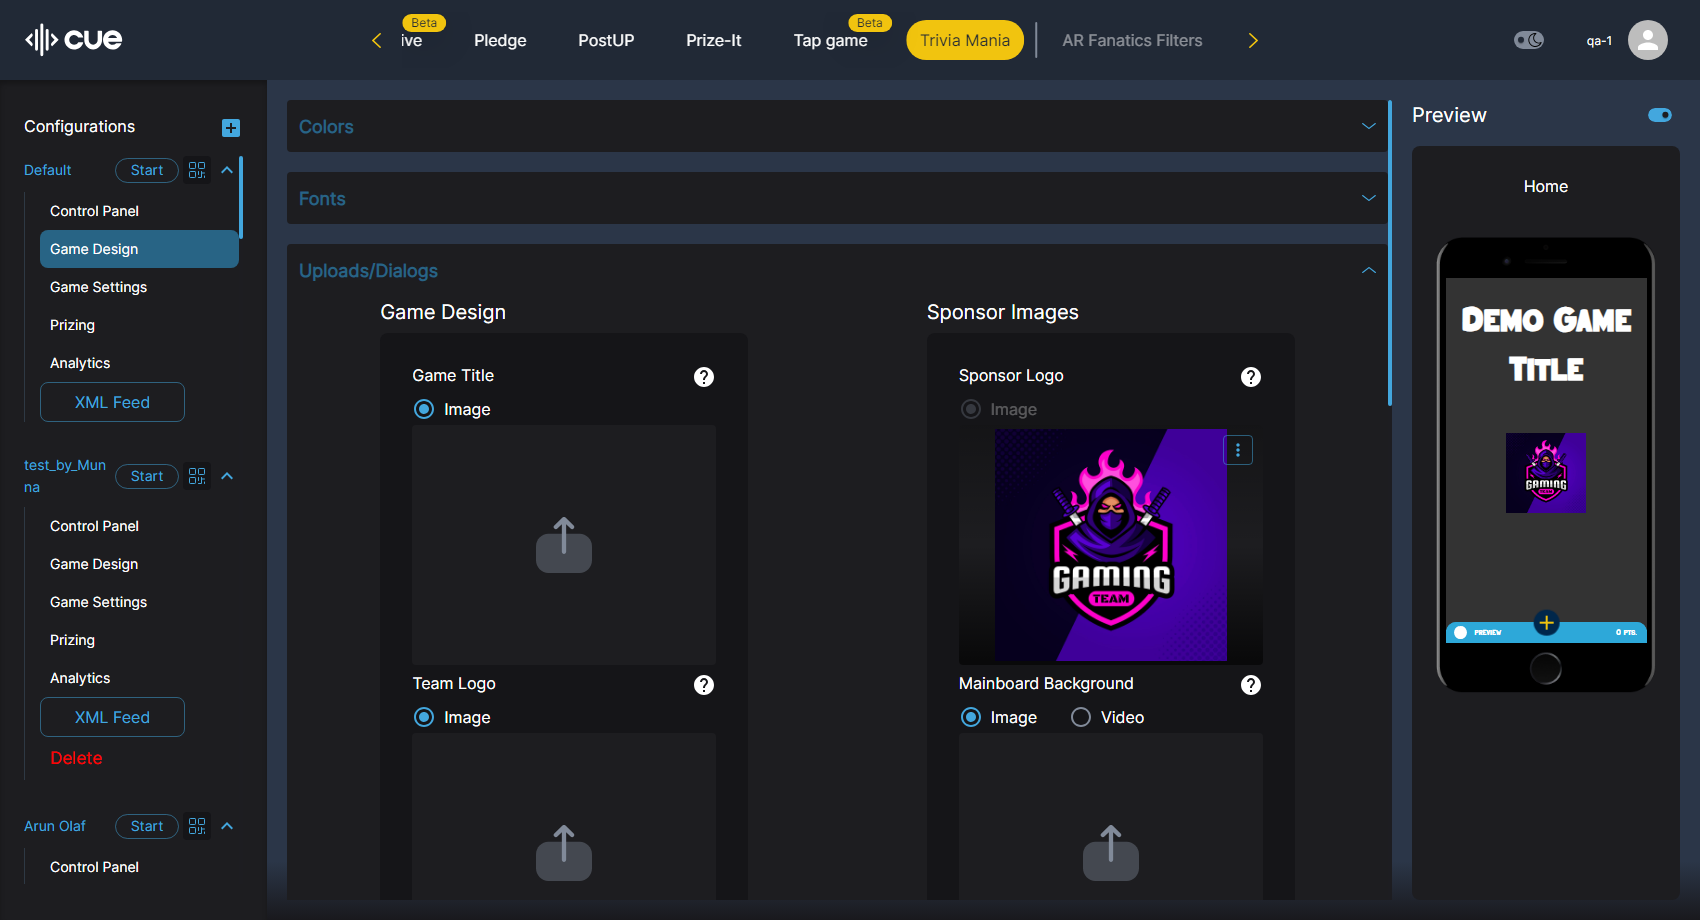 cue
Beta
ive
Pledge
PostUP
Prize-It
Tap game
Beta
Trivia Mania
AR Fanatics Filters
qa-1
Configurations
Default
Start
Control Panel
Game Design
Game Settings
Prizing
Analytics
XML Feed
test_by_Mun
na
Start
Control Panel
Game Design
Game Settings
Prizing
Analytics
XML Feed
Delete
Arun Olaf
Start
Control Panel
Colors
Fonts
Uploads/Dialogs
Game Design
Game Title
Image
Team Logo
Image
Sponsor Images
Sponsor Logo
Image
GAMING
TEAM
Mainboard Background
Image
Video
Preview
Home
DEMO GAME
TITLE
GAMING
TEAM
PREVIEW
0 PTS.